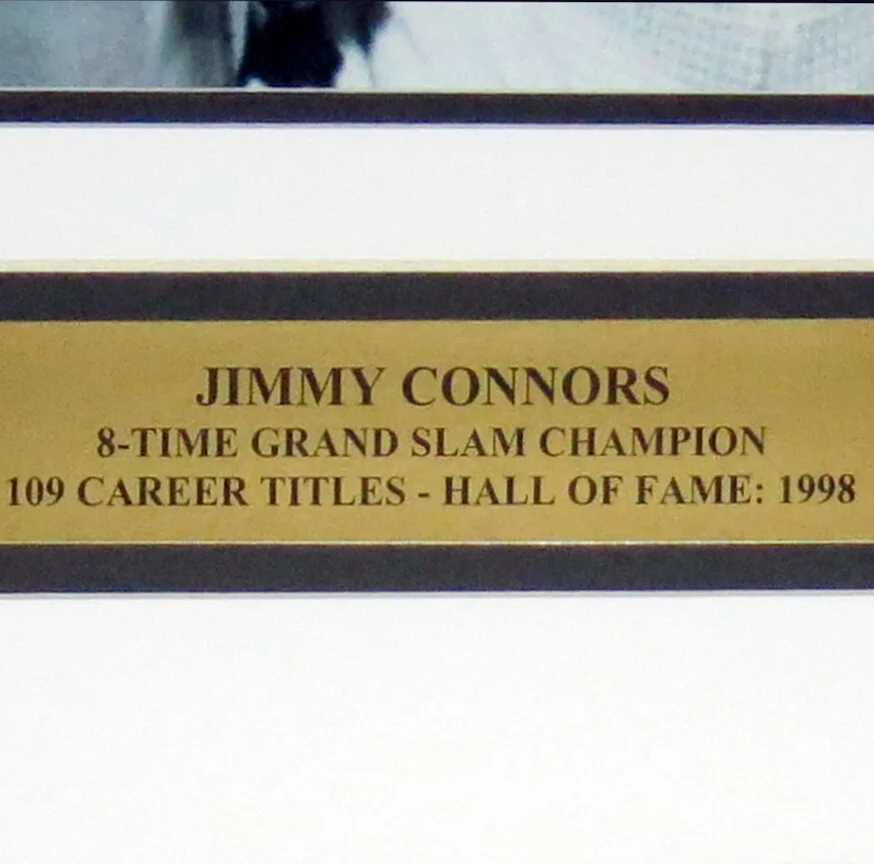 JIMMY CONNORS
8-TIME GRAND SLAM CHAMPION
109 CAREER TITLES - HALL OF FAME: 1998